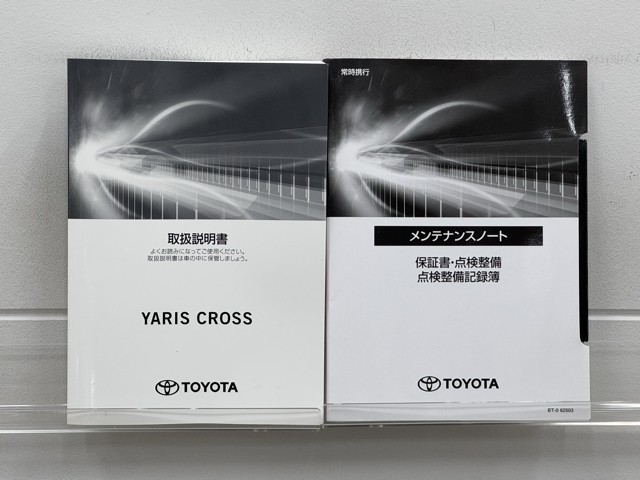 取扱説明書
よくお読みになってご使用ください。
取扱説明書は車の中に保管しましょう。
YARIS CROSS
TOYOTA
常時携行
メンテナンスノート
保証書・点検整備
点検整備記録簿
TOYOTA
BT-0 62503